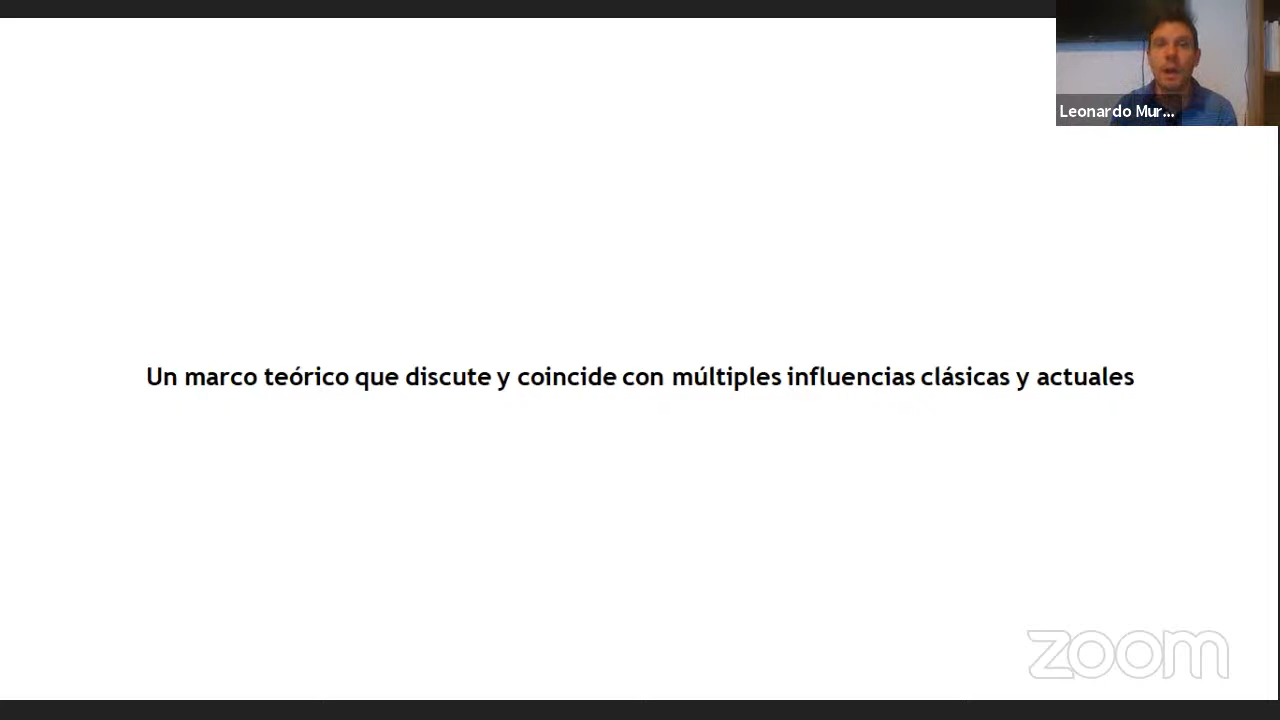 Leonardo Mur...
Un marco teórico que discute y coincide con múltiples influencias clásicas y actuales
zoom